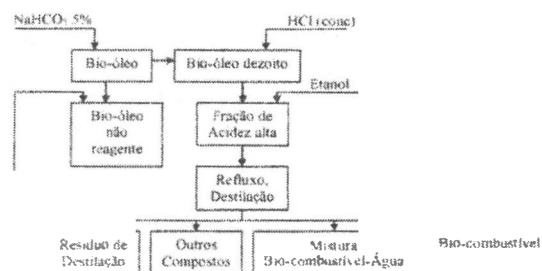 NaHCO3 5%
HCl (conc)
Bio-óleo
Bio-óleo dezoito
Etanol
Bio-óleo
não
reagente
Fração de
Acidez alta
Refluxo,
Destilação
Resíduo de
Destilação
Outros
Compostos
Mistura
Bio-combustível-Água
Bio-combustível